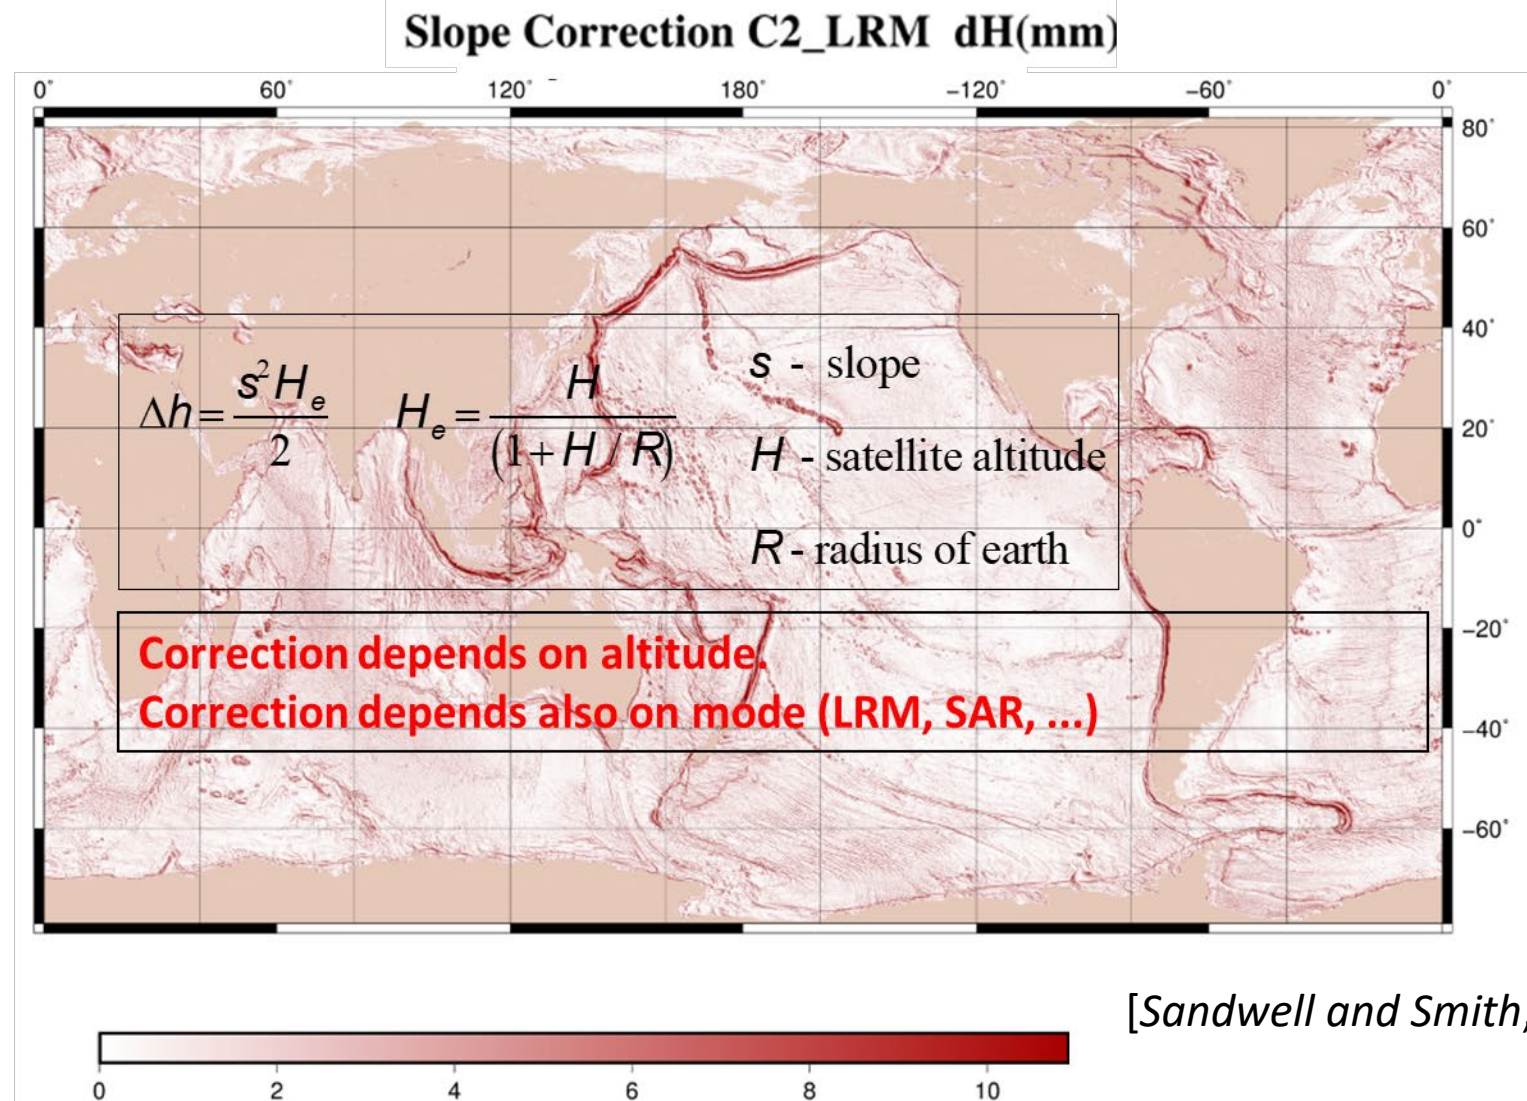 Slope Correction C2_LRM dH(mm)
0° 60° 120° 180° −120° −60° 0°
80°
60°
40°
20°
0°
−20°
−40°
−60°
Δh = s²Hₑ / 2    Hₑ = H / (1+H / R)
s - slope
H - satellite altitude
R - radius of earth
Correction depends on altitude.
Correction depends also on mode (LRM, SAR, ...)
[Sandwell and Smith,
0 2 4 6 8 10